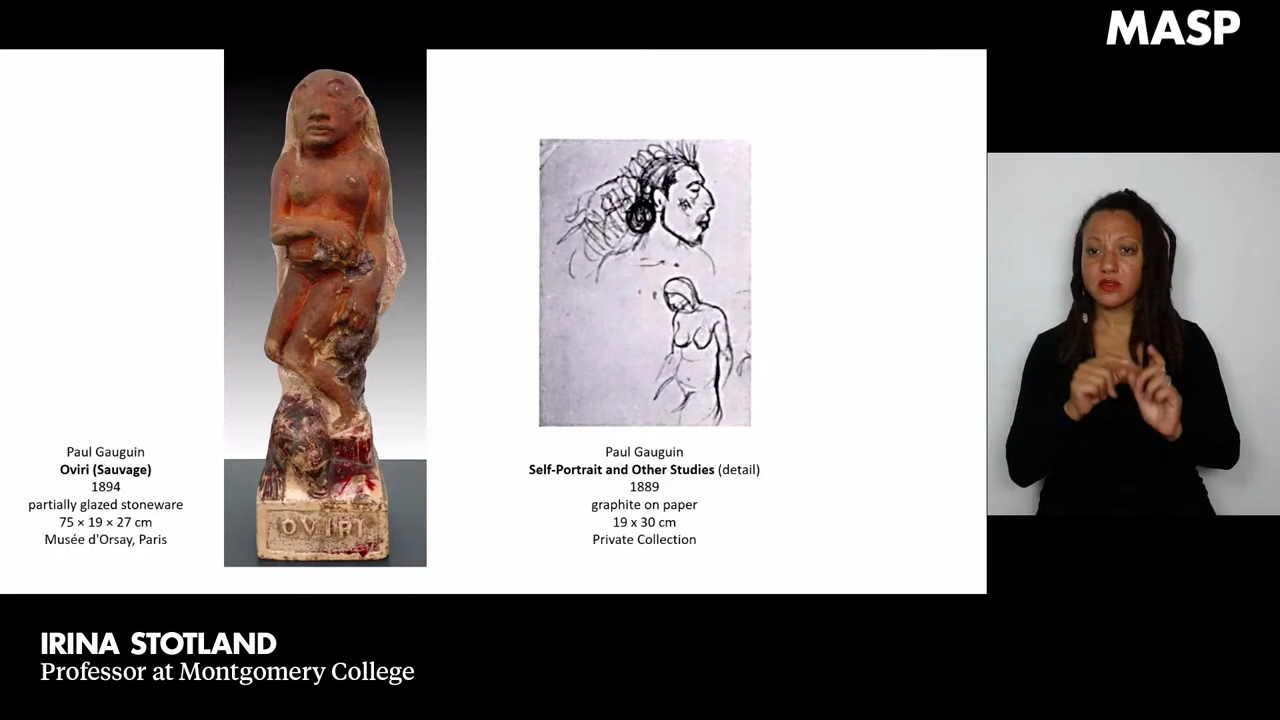 MASP
OVIRI
Paul Gauguin
Oviri (Sauvage)
1894
partially glazed stoneware
75 × 19 × 27 cm
Musée d'Orsay, Paris
Paul Gauguin
Self-Portrait and Other Studies (detail)
1889
graphite on paper
19 x 30 cm
Private Collection
IRINA STOTLAND
Professor at Montgomery College